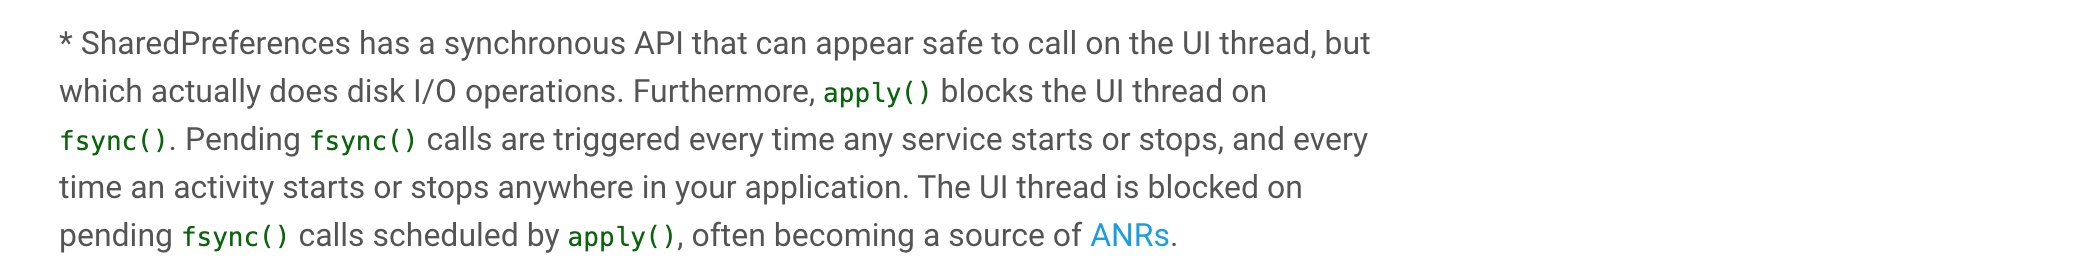 * SharedPreferences has a synchronous API that can appear safe to call on the UI thread, but
which actually does disk I/O operations. Furthermore, apply() blocks the UI thread on
fsync(). Pending fsync() calls are triggered every time any service starts or stops, and every
time an activity starts or stops anywhere in your application. The UI thread is blocked on
pending fsync() calls scheduled by apply(), often becoming a source of ANRs.